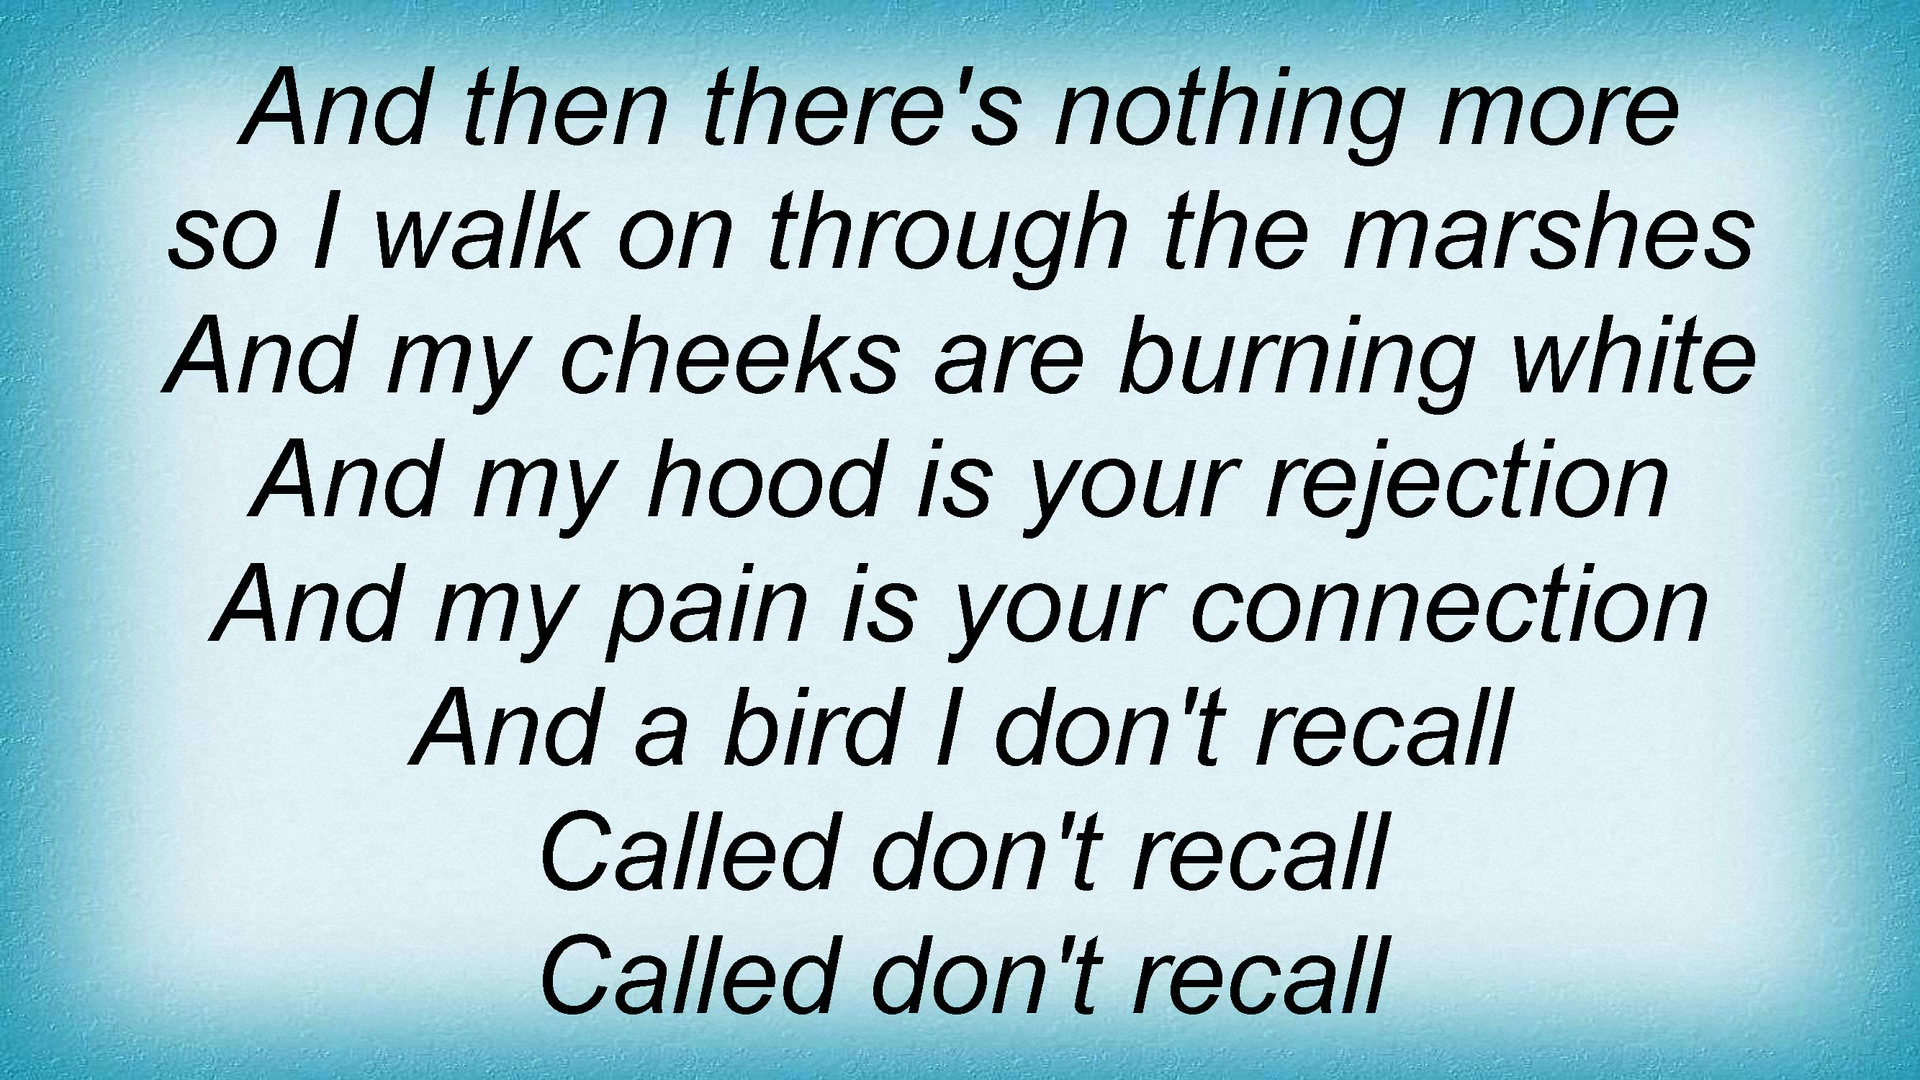 And then there's nothing more
so I walk on through the marshes
And my cheeks are burning white
And my hood is your rejection
And my pain is your connection
And a bird I don't recall
Called don't recall
Called don't recall